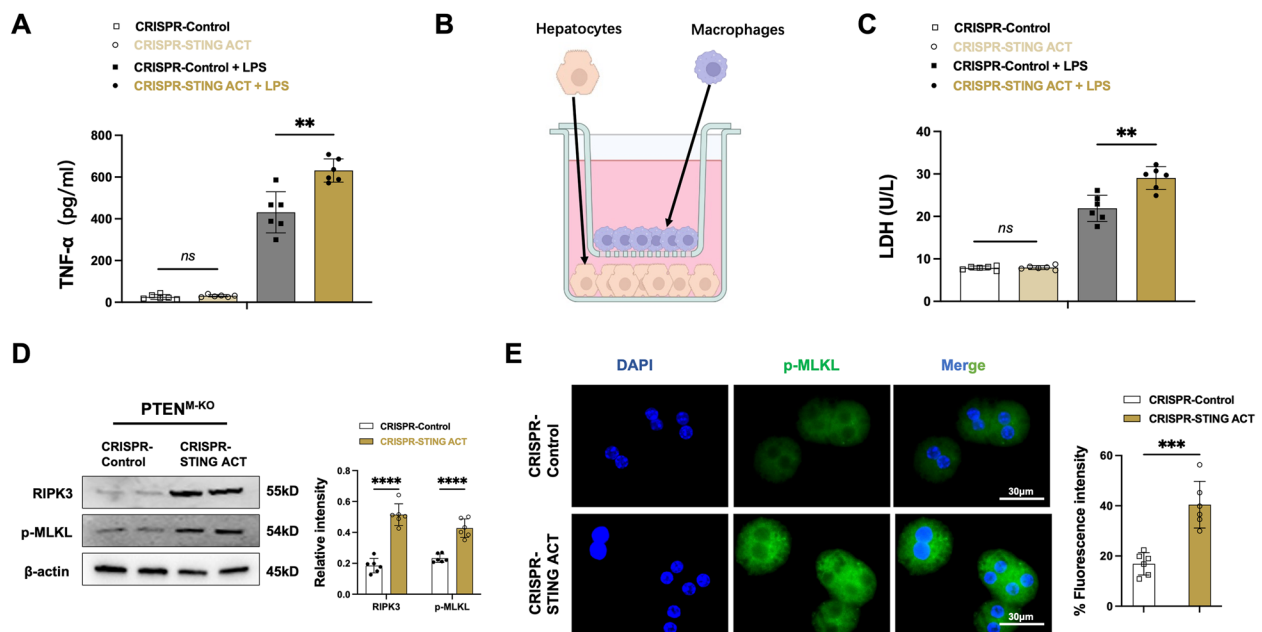 A
CRISPR-Control
CRISPR-STING ACT
CRISPR-Control + LPS
CRISPR-STING ACT + LPS
TNF-α (pg/ml)
800
600
400
200
0
ns
**
B
Hepatocytes
Macrophages
C
CRISPR-Control
CRISPR-STING ACT
CRISPR-Control + LPS
CRISPR-STING ACT + LPS
LDH (U/L)
40
30
20
10
0
ns
**
D
PTENᴹ⁻ᴷᴼ
CRISPR-
Control
CRISPR-
STING ACT
RIPK3
55kD
p-MLKL
54kD
β-actin
45kD
CRISPR-Control
CRISPR-STING ACT
Relative intensity
0.8
0.6
0.4
0.2
0.0
****
****
RIPK3
p-MLKL
E
DAPI
p-MLKL
Merge
CRISPR-
Control
30μm
CRISPR-
STING ACT
30μm
CRISPR-Control
CRISPR-STING ACT
% Fluorescence intensity
60
40
20
0
***